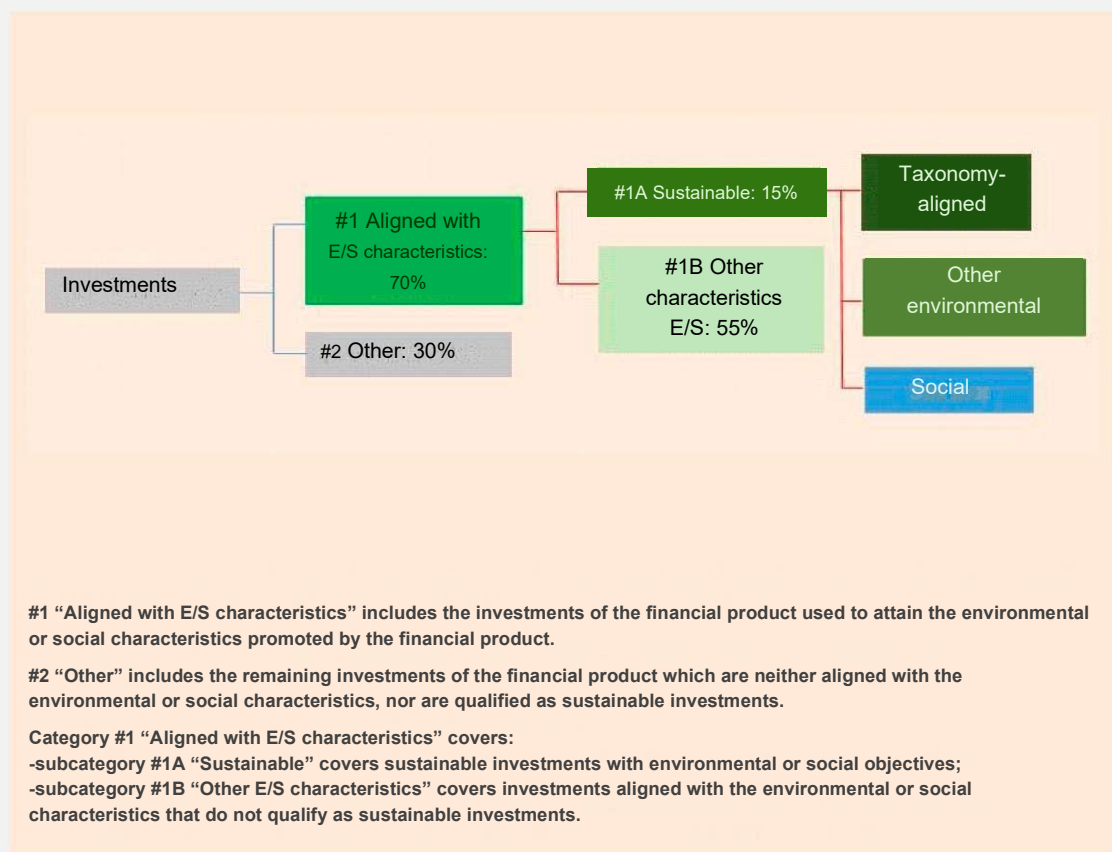 Investments
#1 Aligned with
E/S characteristics:
70%
#2 Other: 30%
#1A Sustainable: 15%
#1B Other
characteristics
E/S: 55%
Taxonomy-
aligned
Other
environmental
Social
#1 “Aligned with E/S characteristics” includes the investments of the financial product used to attain the environmental
or social characteristics promoted by the financial product.
#2 “Other” includes the remaining investments of the financial product which are neither aligned with the
environmental or social characteristics, nor are qualified as sustainable investments.
Category #1 “Aligned with E/S characteristics” covers:
-subcategory #1A “Sustainable” covers sustainable investments with environmental or social objectives;
-subcategory #1B “Other E/S characteristics” covers investments aligned with the environmental or social
characteristics that do not qualify as sustainable investments.